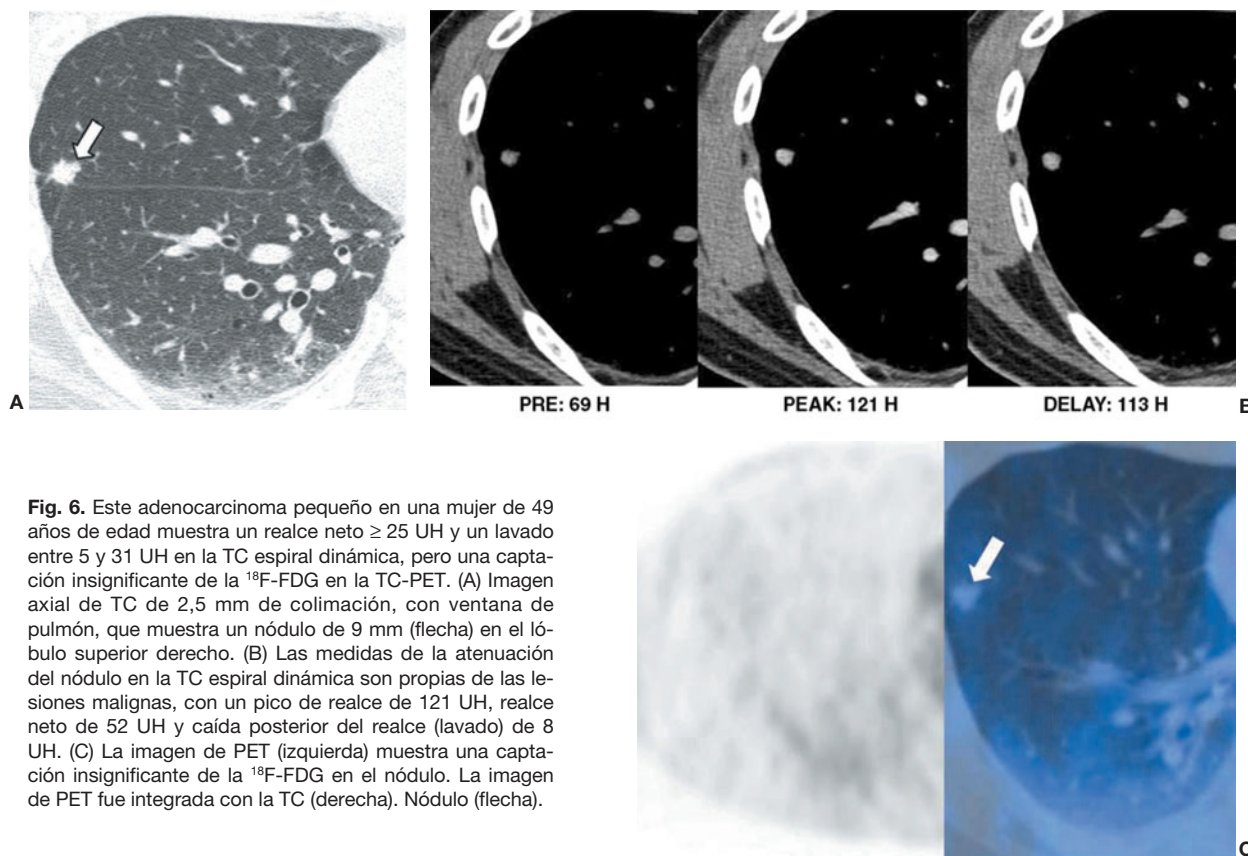 A
PRE: 69 H
PEAK: 121 H
DELAY: 113 H
B
Fig. 6. Este adenocarcinoma pequeño en una mujer de 49
años de edad muestra un realce neto ≥ 25 UH y un lavado
entre 5 y 31 UH en la TC espiral dinámica, pero una capta-
ción insignificante de la ¹⁸F-FDG en la TC-PET. (A) Imagen
axial de TC de 2,5 mm de colimación, con ventana de
pulmón, que muestra un nódulo de 9 mm (flecha) en el ló-
bulo superior derecho. (B) Las medidas de la atenuación
del nódulo en la TC espiral dinámica son propias de las le-
siones malignas, con un pico de realce de 121 UH, realce
neto de 52 UH y caída posterior del realce (lavado) de 8
UH. (C) La imagen de PET (izquierda) muestra una capta-
ción insignificante de la ¹⁸F-FDG en el nódulo. La imagen
de PET fue integrada con la TC (derecha). Nódulo (flecha).
C